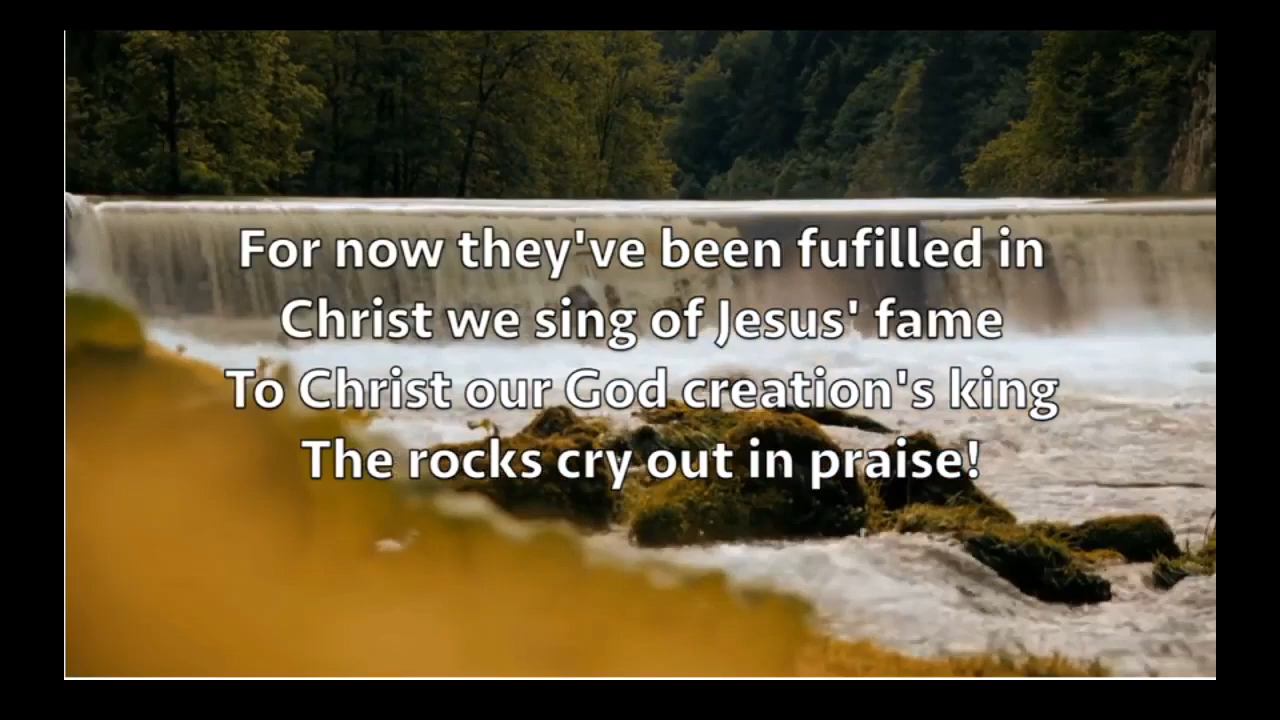 For now they've been fufilled in
Christ we sing of Jesus' fame
To Christ our God creation's king
The rocks cry out in praise!